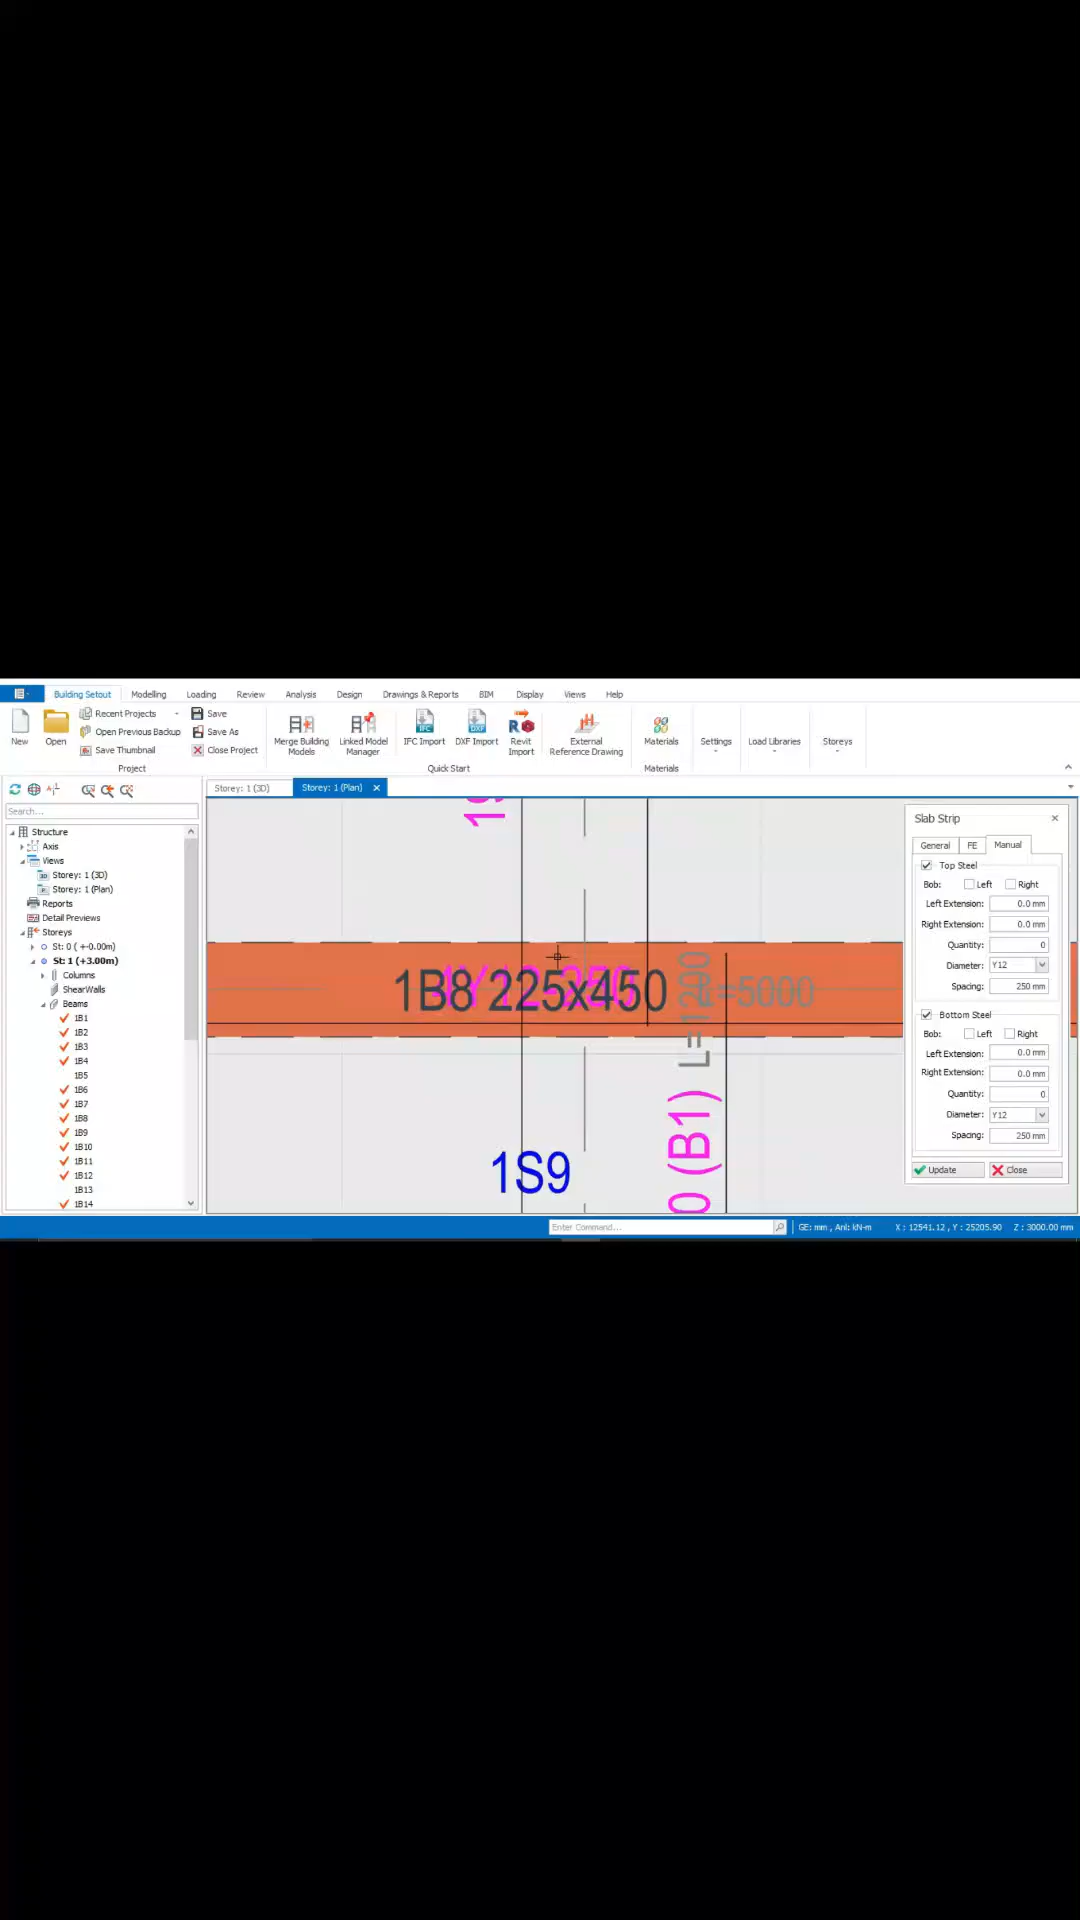 Building Setout Modelling Loading Review Analysis Design Drawings & Reports BIM Display Views Help
New
Open
Recent Projects
Open Previous Backup
Save Thumbnail
Save
Save As
Close Project
Project
Merge Building Models
Linked Model Manager
IFC Import
DXF Import
Revit Import
External Reference Drawing
Quick Start
Materials
Materials
Settings
Load Libraries
Storeys
Search...
Structure
Axis
Views
Storey: 1 (3D)
Storey: 1 (Plan)
Reports
Detail Previews
Storeys
St: 0 ( +-0.00m)
St: 1 (+3.00m)
Columns
ShearWalls
Beams
1B1
1B2
1B3
1B4
1B5
1B6
1B7
1B8
1B9
1B10
1B11
1B12
1B13
1B14
Storey: 1 (3D)
Storey: 1 (Plan)
1B8 225x450
L=1200
=5000
1S9
0 (B1)
Slab Strip
General FE Manual
Top Steel
Bob: Left Right
Left Extension: 0.0 mm
Right Extension: 0.0 mm
Quantity: 0
Diameter: Y12
Spacing: 250 mm
Bottom Steel
Bob: Left Right
Left Extension: 0.0 mm
Right Extension: 0.0 mm
Quantity: 0
Diameter: Y12
Spacing: 250 mm
Update Close
Enter Command...
GE: mm , Anl: kN-m X : 12541.12 , Y : 25205.90 Z : 3000.00 mm